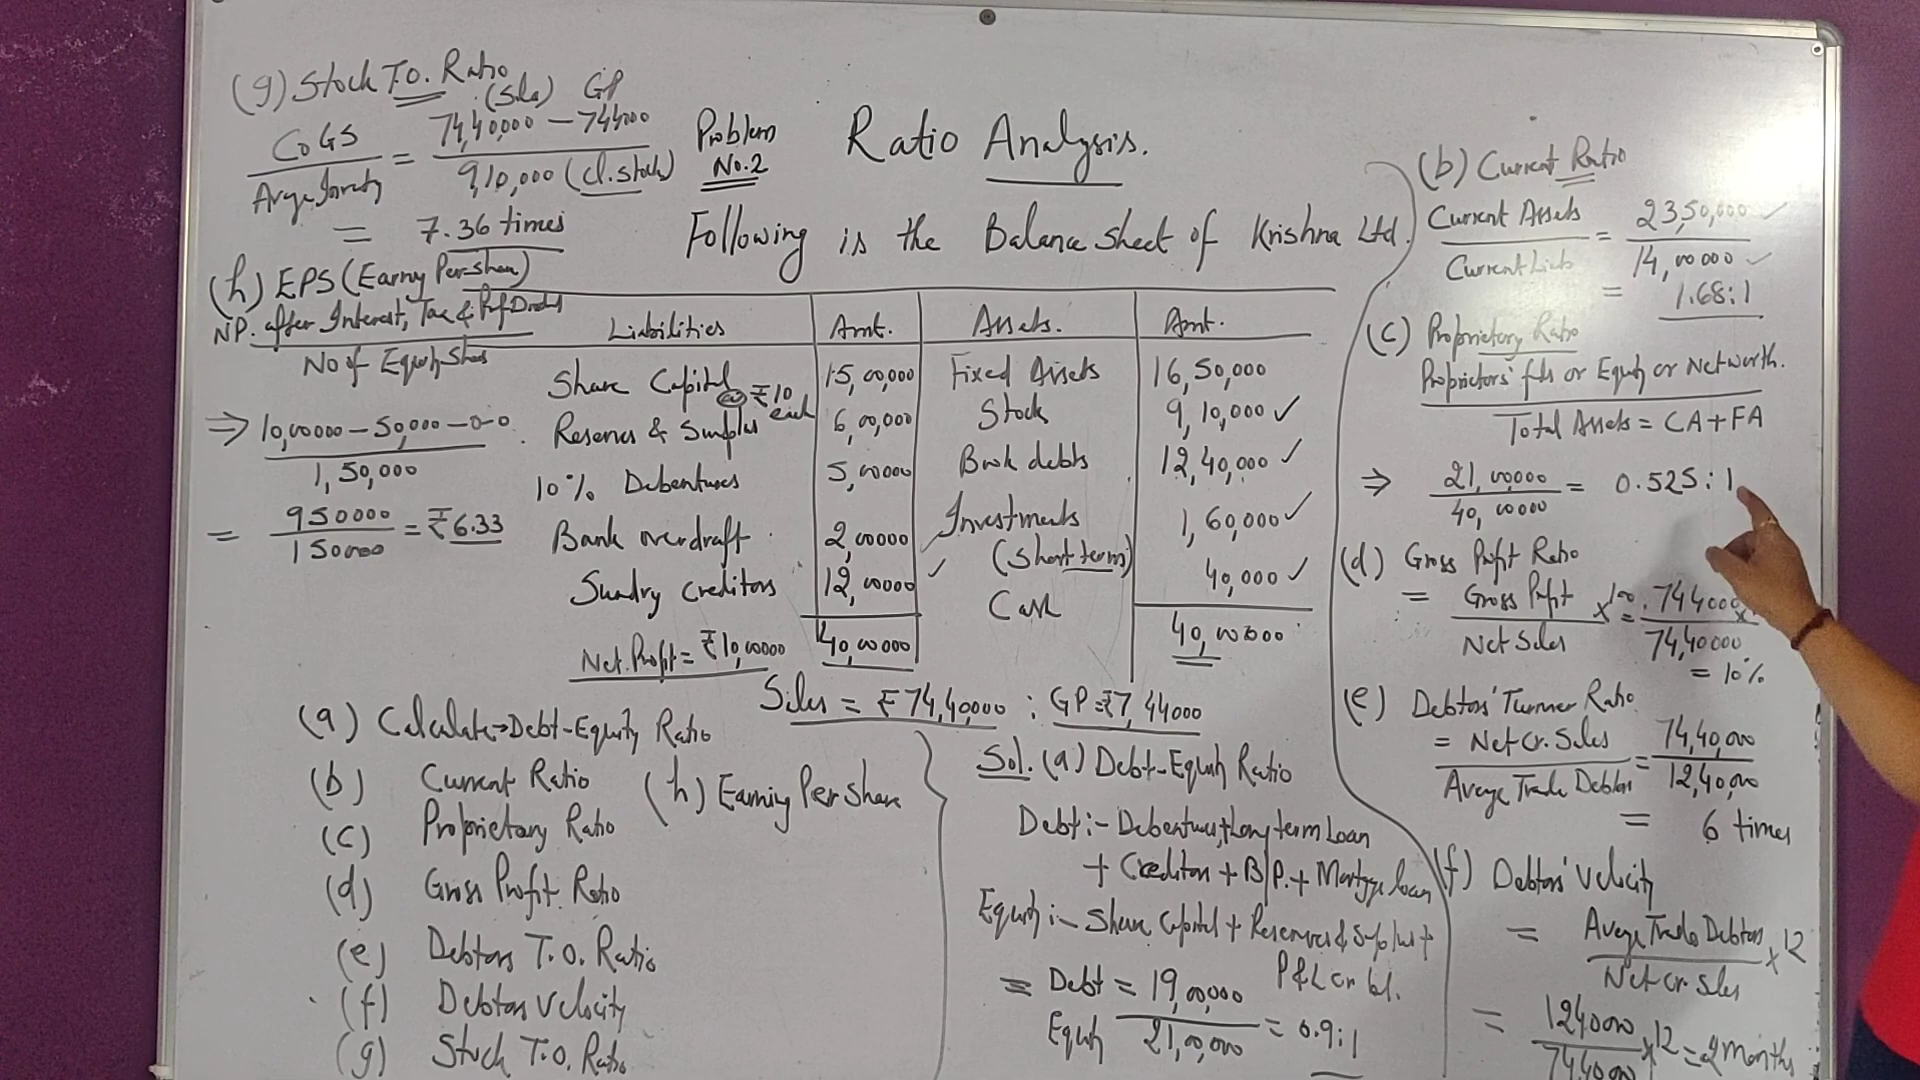 (g) Stock T.O. Ratio
(Sales) GP
COGS = 74,40,000 – 744000
Avge Invty 9,10,000 (cl.stock)
= 7.36 times
(h) EPS (Earning Per share)
NP. after Interest, Tax & Pref Dividend
No of Equity Shares
⇒ 10,00000 – 50,000 – 0 – 0
1,50,000
= 950000 = ₹6.33
150000
Problem
No.2
Ratio Analysis.
Following is the Balance Sheet of Krishna Ltd.
Liabilities Amt. Assets. Amt.
Share Capital @ ₹10 each 15,00,000 Fixed Assets 16,50,000
Reserves & Surplus 6,00,000 Stock 9,10,000 ✓
10% Debentures 5,00000 Book debts 12,40,000 ✓
Bank overdraft 2,00000 Investments 1,60,000 ✓
(Short term)
Sundry Creditors 12,00000 ✓ Cash 40,000 ✓
40,00000 40,00000
Net. Profit = ₹10,00000
Sales = ₹74,40000 ; GP = ₹7,44000
(a) Calculate → Debt-Equity Ratio
(b) Current Ratio
(c) Proprietary Ratio
(d) Gross Profit Ratio
(e) Debtors T.O. Ratio
(f) Debtors Velocity
(g) Stock T.O. Ratio
(h) Earning Per Share
Sol. (a) Debt-Equity Ratio
Debt :- Debentures + Long term Loan
+ Creditors + B/P. + Mortgage loan
Equity :- Share Capital + Reserves & Surplus +
P&L Cr bl.
= Debt = 19,00,000 = 0.9:1
Equity 21,00,000
(b) Current Ratio
Current Assets = 23,50,000 ✓
Current Liab 14,00000 ✓
= 1.68:1
(c) Proprietary Ratio
Proprietors' fds or Equity or Networth.
Total Assets = CA + FA
⇒ 21,00,000 = 0.525:1
40,00000
(d) Gross Profit Ratio
= Gross Profit x 100 = 744000 x
Net Sales 74,40000
= 10%
(e) Debtors' Turnover Ratio
= Net Cr. Sales = 74,40,000
Average Trade Debtors 12,40,000
= 6 times
(f) Debtors' Velocity
= Average Trade Debtors x 12
Net Cr. Sales
= 1240000 x 12 = 2 Months
7440000